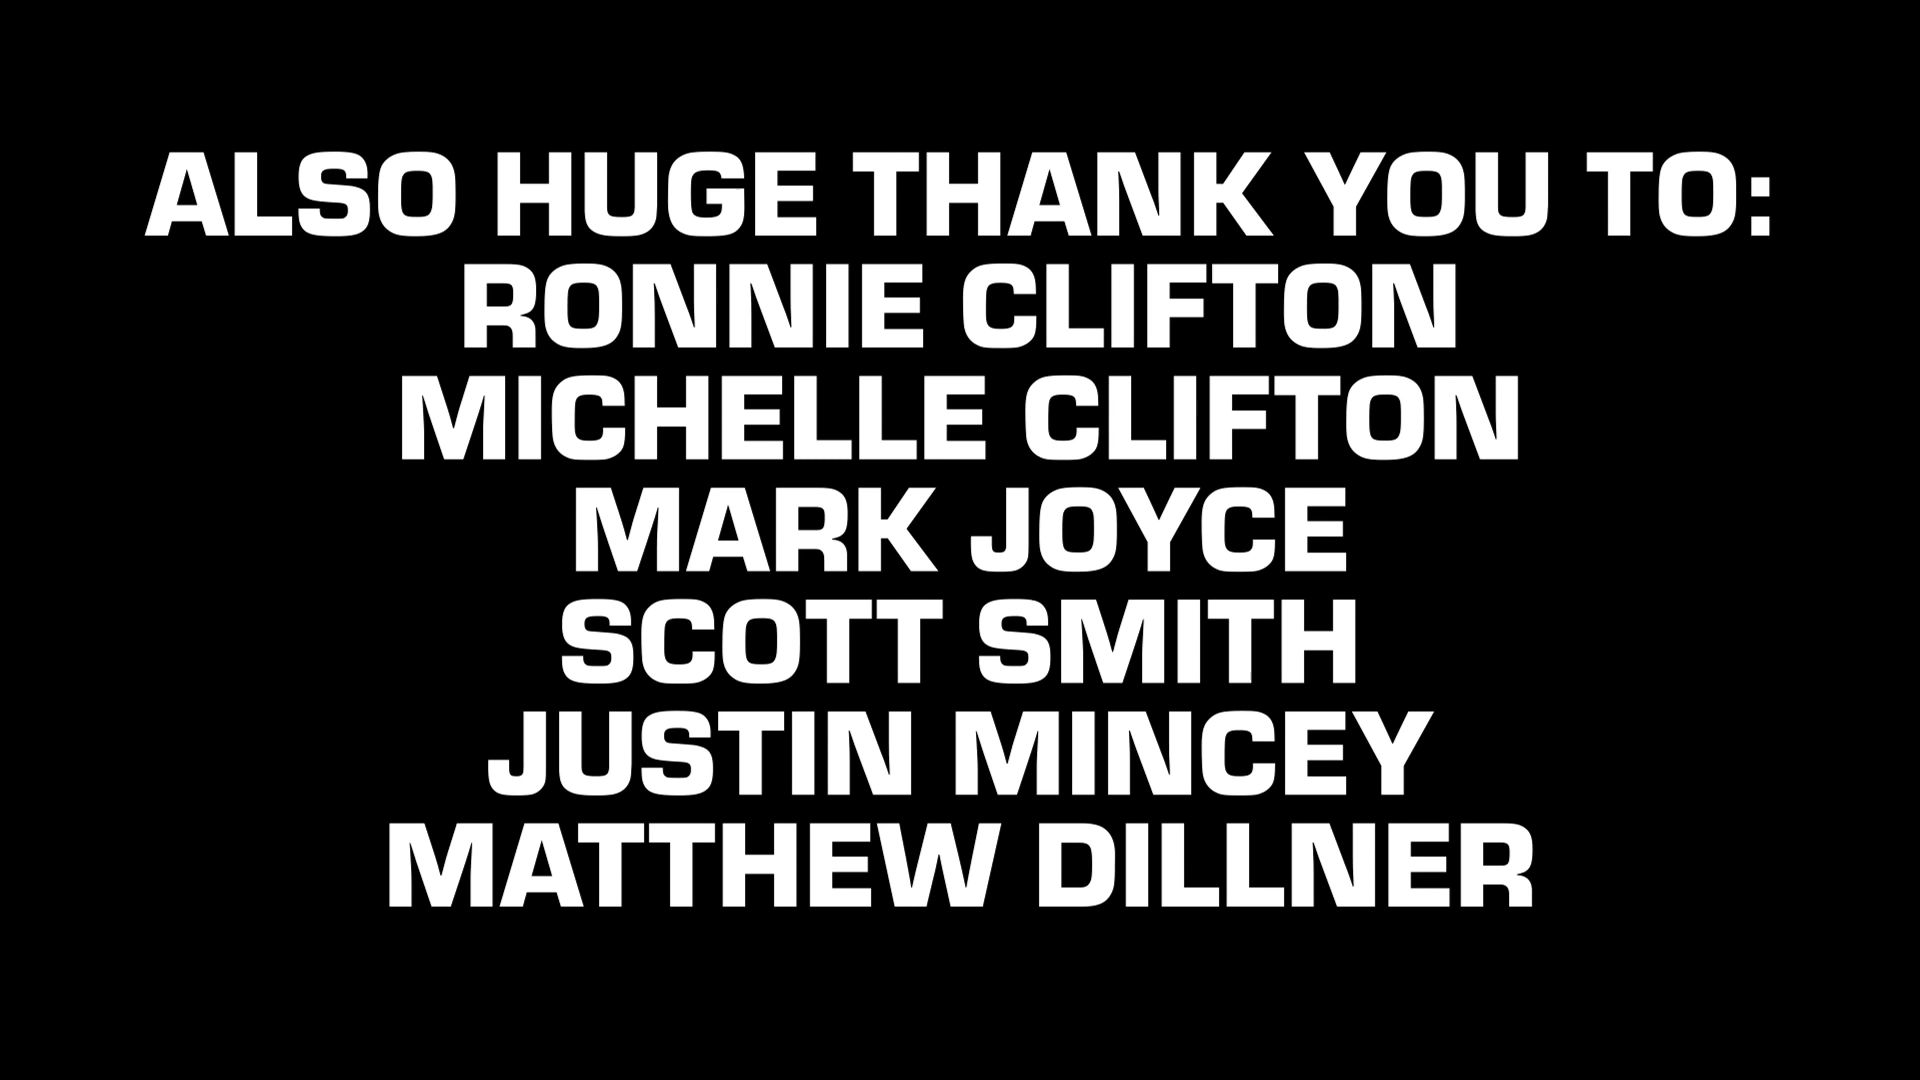 ALSO HUGE THANK YOU TO:
RONNIE CLIFTON
MICHELLE CLIFTON
MARK JOYCE
SCOTT SMITH
JUSTIN MINCEY
MATTHEW DILLNER